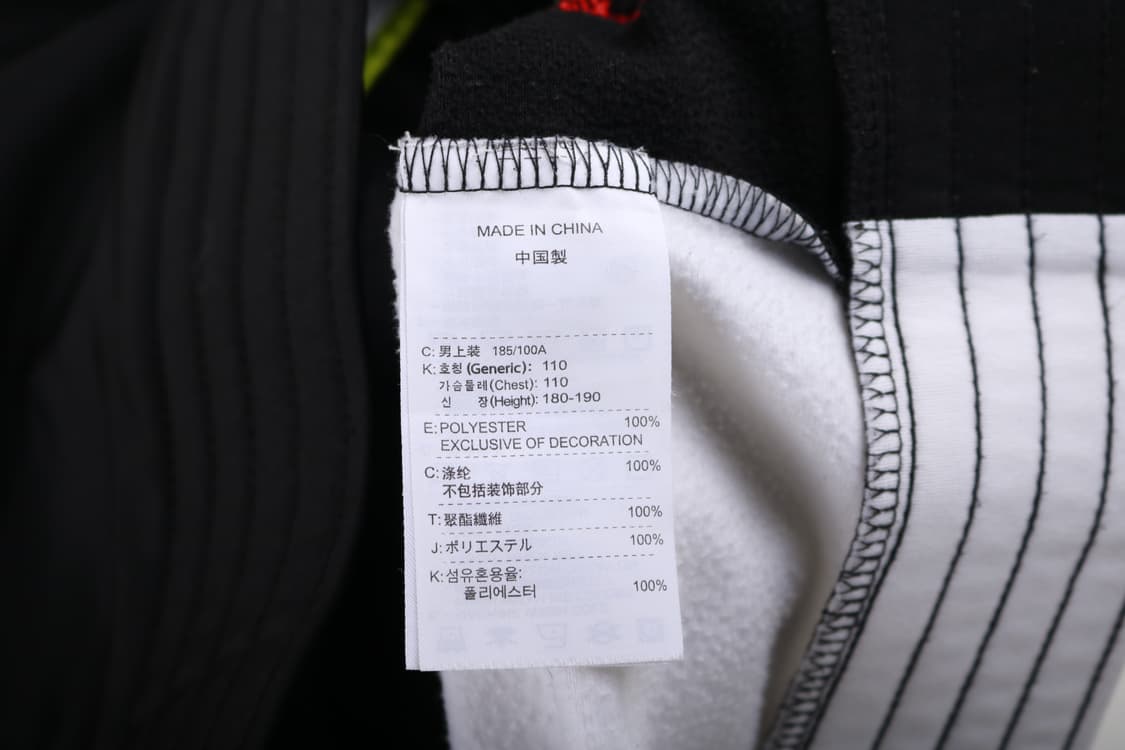 MADE IN CHINA
中国製
C: 男上装 185/100A
K: 호칭 (Generic): 110
가슴둘레(Chest): 110
신 장(Height): 180-190
E: POLYESTER 100%
EXCLUSIVE OF DECORATION
C: 涤纶 100%
不包括装饰部分
T: 聚酯纖維 100%
J: ポリエステル 100%
K: 섬유혼용율:
폴리에스터 100%